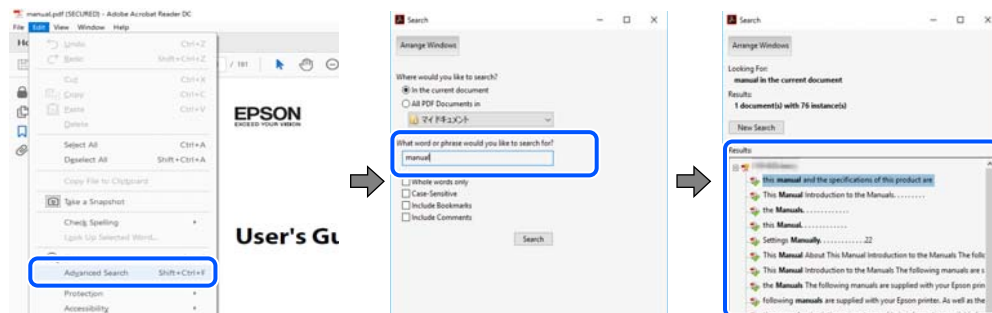 manual.pdf (SECURED) - Adobe Acrobat Reader DC
File Edit View Window Help
Undo Ctrl+Z
Redo Shift+Ctrl+Z
Cut Ctrl+X
Copy Ctrl+C
Paste Ctrl+V
Delete
Select All Ctrl+A
Deselect All Shift+Ctrl+A
Copy File to Clipboard
Take a Snapshot
Check Spelling
Look Up Selected Word...
Advanced Search Shift+Ctrl+F
Protection
Accessibility
/ 181
EPSON
EXCEED YOUR VISION
User's Gu
Search
Arrange Windows
Where would you like to search?
In the current document
All PDF Documents in
マイ ドキュメント
What word or phrase would you like to search for?
manual
Whole words only
Case-Sensitive
Include Bookmarks
Include Comments
Search
Search
Arrange Windows
Looking For:
manual in the current document
Results:
1 document(s) with 76 instance(s)
New Search
Results:
this manual and the specifications of this product are
This Manual Introduction to the Manuals.........
the Manuals.............
this Manual.............
Settings Manually.............22
This Manual About This Manual Introduction to the Manuals The follo
This Manual Introduction to the Manuals The following manuals are s
the Manuals The following manuals are supplied with your Epson prin
following manuals are supplied with your Epson printer. As well as the